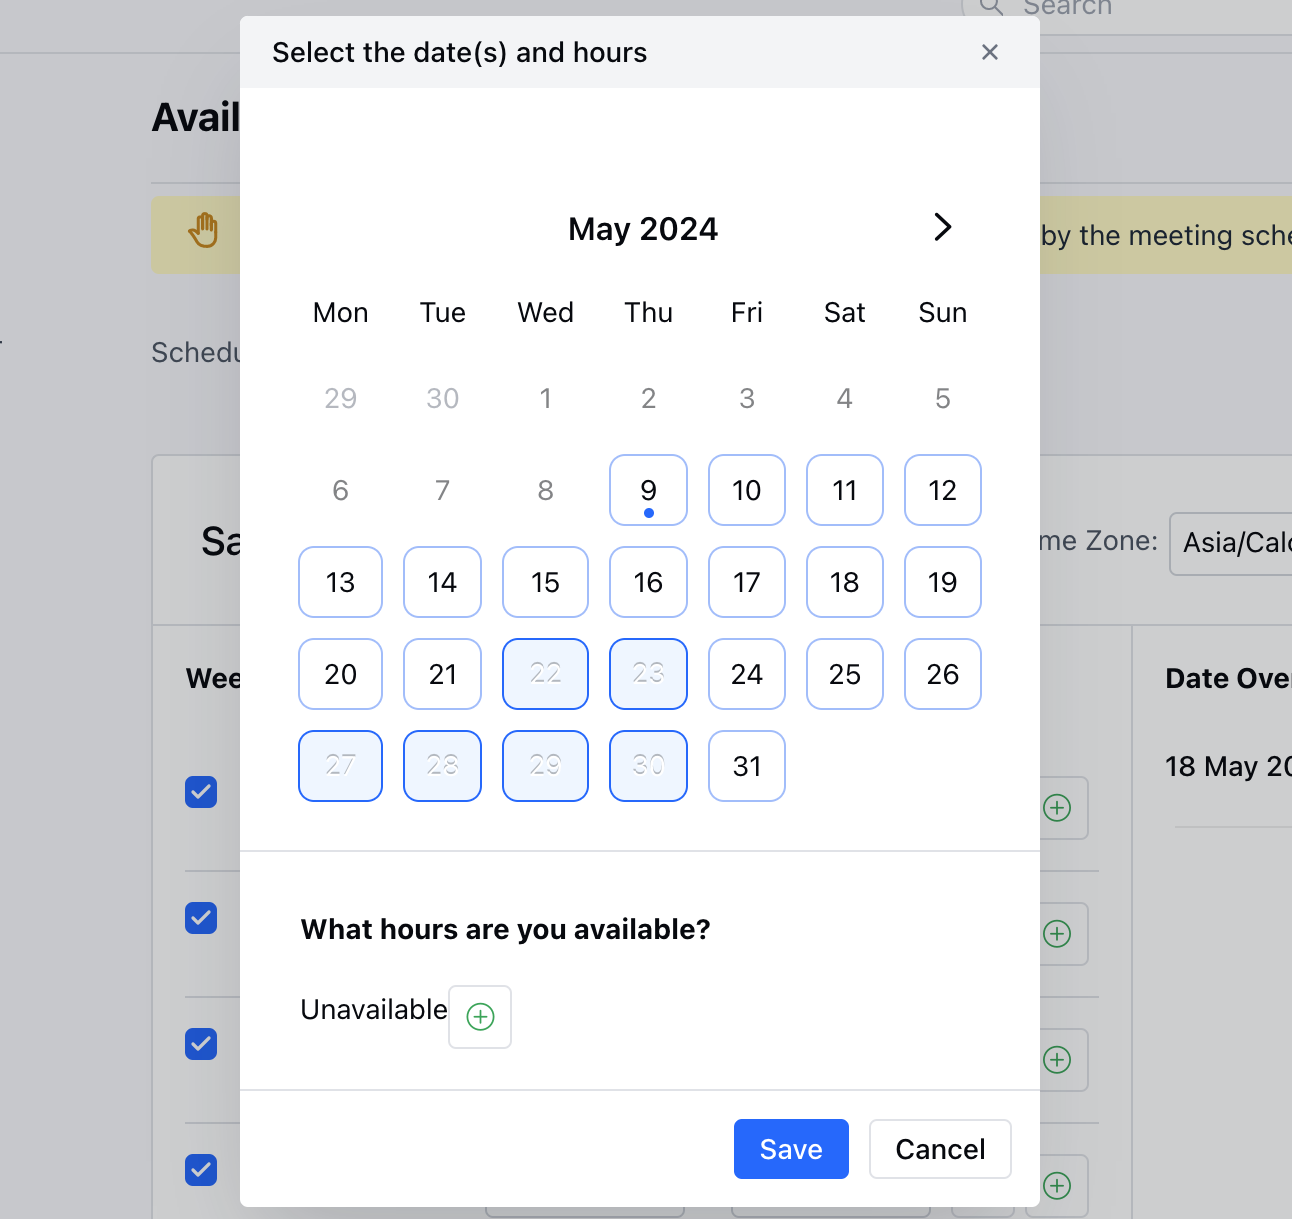 Search
Select the date(s) and hours
Avail
May 2024
by the meeting sche
Mon Tue Wed Thu Fri Sat Sun
Schedu
29 30 1 2 3 4 5
6 7 8 9 10 11 12
Sa
me Zone: Asia/Calc
13 14 15 16 17 18 19
20 21 22 23 24 25 26
Wee
Date Over
27 28 29 30 31
18 May 20
What hours are you available?
Unavailable
Save Cancel